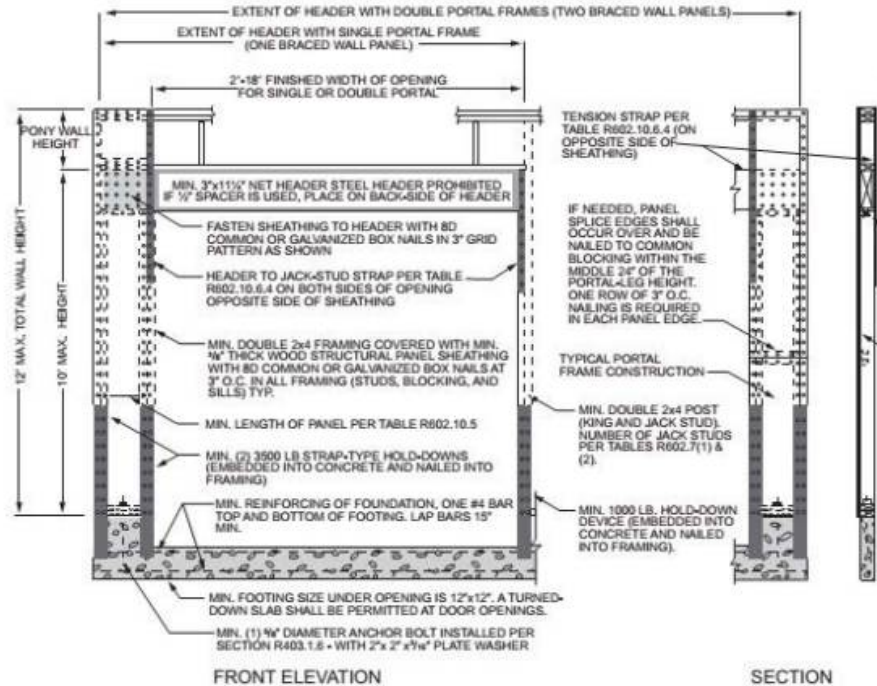 EXTENT OF HEADER WITH DOUBLE PORTAL FRAMES (TWO BRACED WALL PANELS)
EXTENT OF HEADER WITH SINGLE PORTAL FRAME
(ONE BRACED WALL PANEL)
2'-18' FINISHED WIDTH OF OPENING
FOR SINGLE OR DOUBLE PORTAL
PONY WALL
HEIGHT
12' MAX. TOTAL WALL HEIGHT
10' MAX. HEIGHT
MIN. 3"x11¼" NET HEADER STEEL HEADER PROHIBITED
IF ½" SPACER IS USED, PLACE ON BACK-SIDE OF HEADER
FASTEN SHEATHING TO HEADER WITH 8D
COMMON OR GALVANIZED BOX NAILS IN 3" GRID
PATTERN AS SHOWN
HEADER TO JACK-STUD STRAP PER TABLE
R602.10.6.4 ON BOTH SIDES OF OPENING
OPPOSITE SIDE OF SHEATHING
MIN. DOUBLE 2x4 FRAMING COVERED WITH MIN.
THICK WOOD STRUCTURAL PANEL SHEATHING
WITH 8D COMMON OR GALVANIZED BOX NAILS AT
3" O.C. IN ALL FRAMING (STUDS, BLOCKING, AND
SILLS) TYP.
MIN. LENGTH OF PANEL PER TABLE R602.10.5
MIN. (2) 3500 LB STRAP-TYPE HOLD-DOWNS
(EMBEDDED INTO CONCRETE AND NAILED INTO
FRAMING)
MIN. REINFORCING OF FOUNDATION, ONE #4 BAR
TOP AND BOTTOM OF FOOTING. LAP BARS 15"
MIN.
MIN. FOOTING SIZE UNDER OPENING IS 12"x12". A TURNED-
DOWN SLAB SHALL BE PERMITTED AT DOOR OPENINGS.
MIN. (1) DIAMETER ANCHOR BOLT INSTALLED PER
SECTION R403.1.6 - WITH 2"x 2" x 3/16" PLATE WASHER
FRONT ELEVATION
TENSION STRAP PER
TABLE R602.10.6.4 (ON
OPPOSITE SIDE OF
SHEATHING)
IF NEEDED, PANEL
SPLICE EDGES SHALL
OCCUR OVER AND BE
NAILED TO COMMON
BLOCKING WITHIN THE
MIDDLE 24" OF THE
PORTAL-LEG HEIGHT.
ONE ROW OF 3" O.C.
NAILING IS REQUIRED
IN EACH PANEL EDGE.
TYPICAL PORTAL
FRAME CONSTRUCTION
MIN. DOUBLE 2x4 POST
(KING AND JACK STUD).
NUMBER OF JACK STUDS
PER TABLES R602.7(1) &
(2).
MIN. 1000 LB. HOLD-DOWN
DEVICE (EMBEDDED INTO
CONCRETE AND NAILED
INTO FRAMING).
SECTION